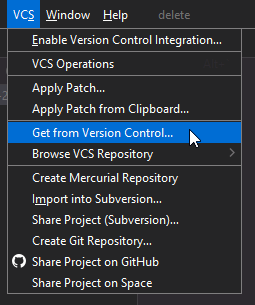 VCS Window Help delete
Enable Version Control Integration...
VCS Operations
Apply Patch...
Apply Patch from Clipboard...
Get from Version Control...
Browse VCS Repository
Create Mercurial Repository
Import into Subversion...
Share Project (Subversion)...
Create Git Repository...
Share Project on GitHub
Share Project on Space